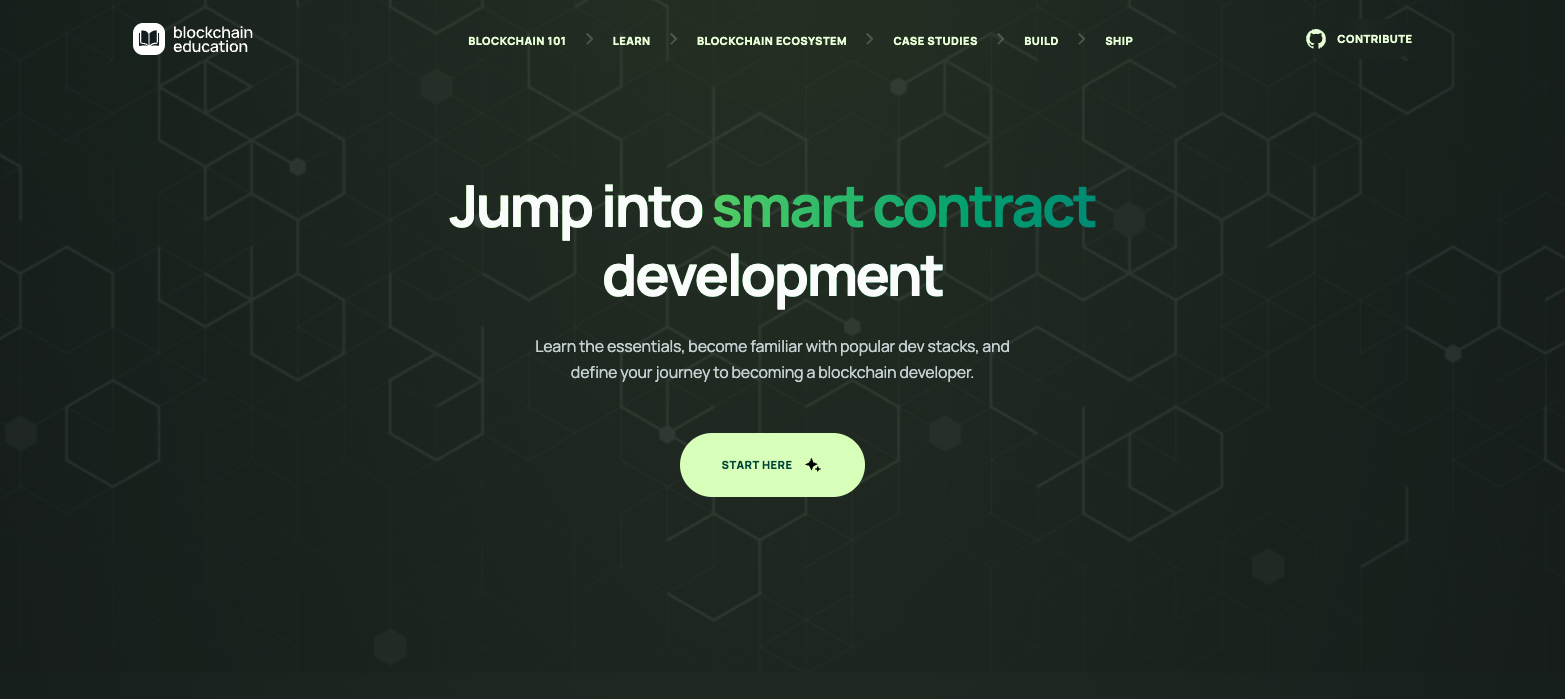 blockchain
education
BLOCKCHAIN 101
LEARN
BLOCKCHAIN ECOSYSTEM
CASE STUDIES
BUILD
SHIP
CONTRIBUTE
Jump into smart contract
development
Learn the essentials, become familiar with popular dev stacks, and
define your journey to becoming a blockchain developer.
START HERE